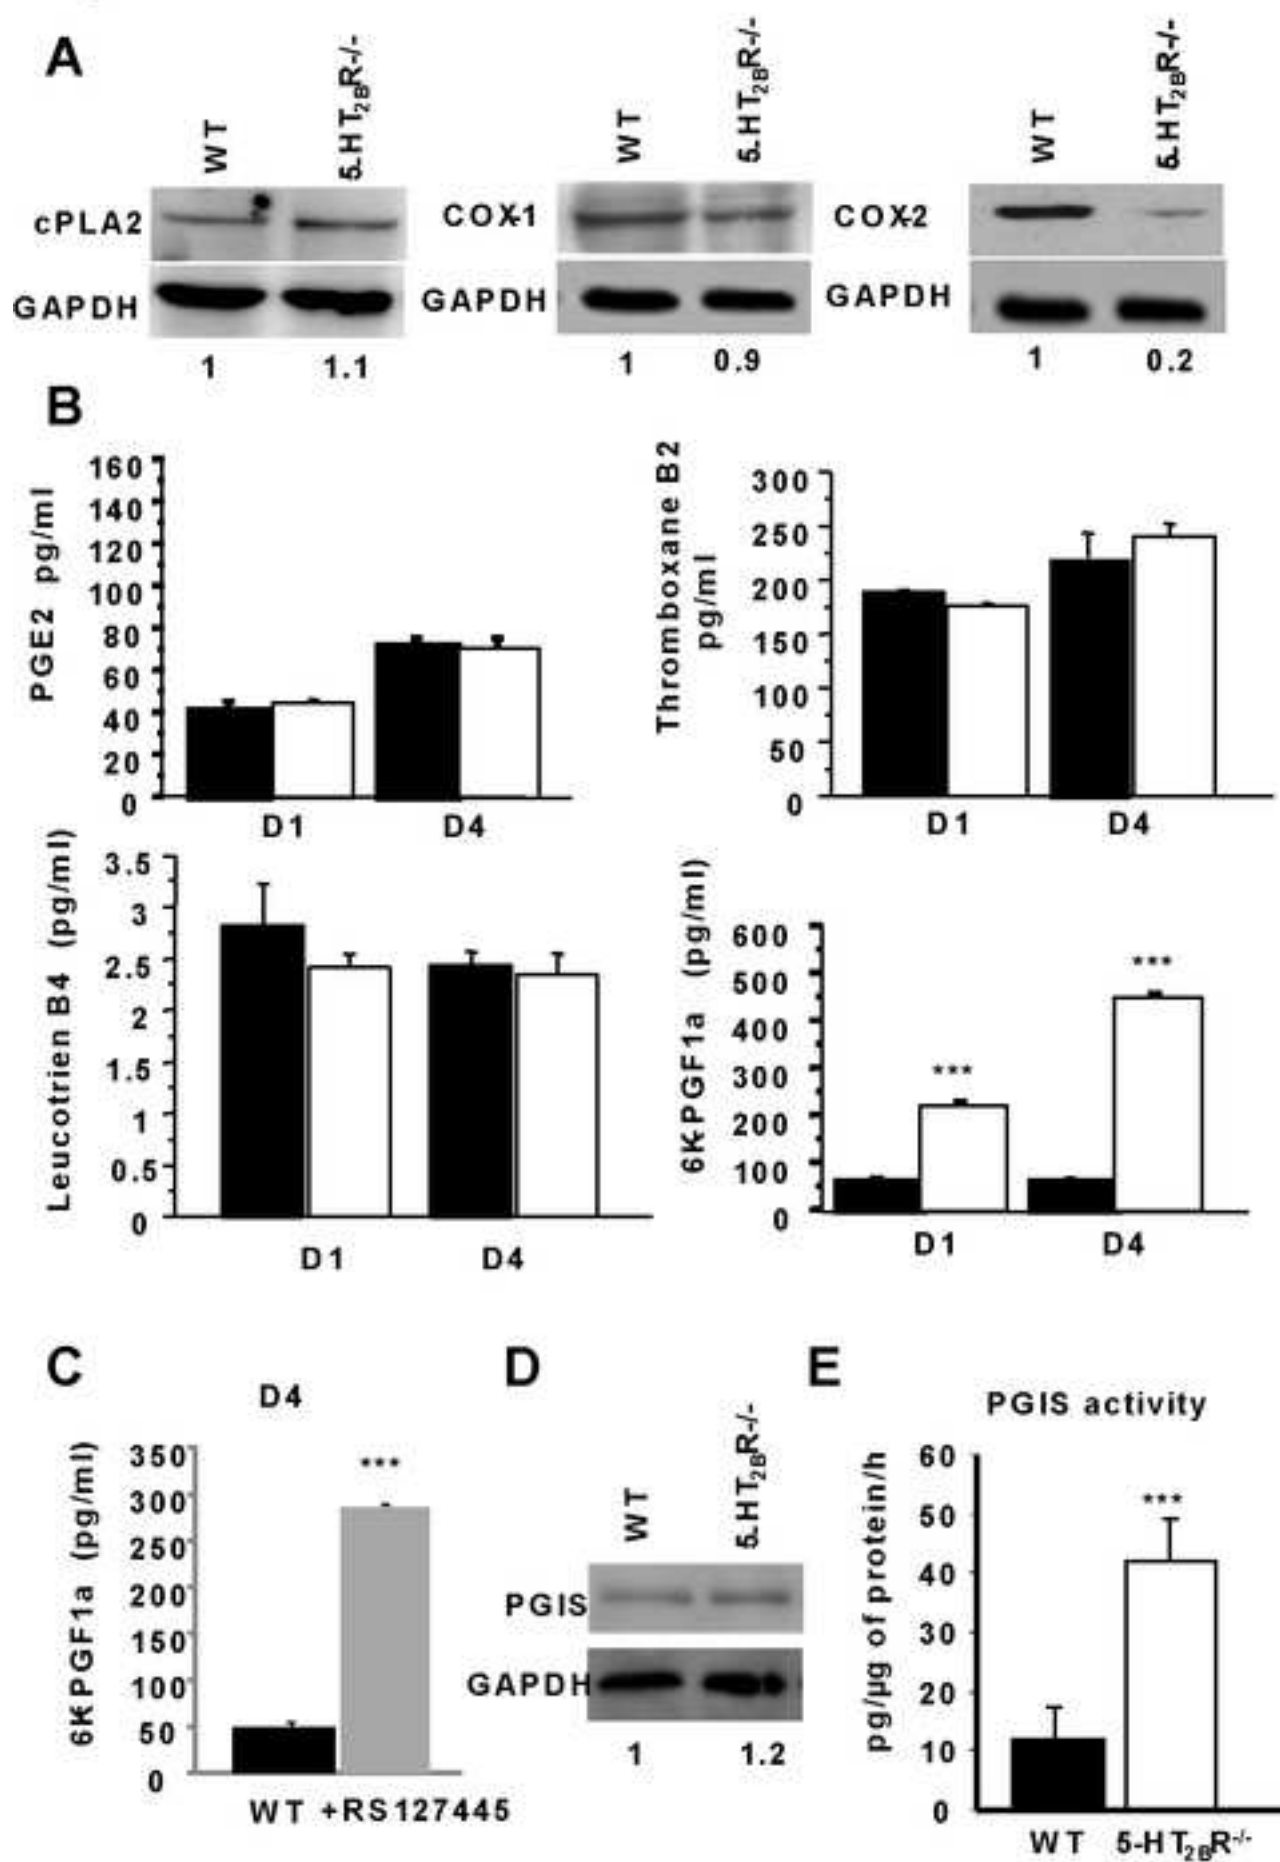 A
WT 5-HT2BR-/- WT 5-HT2BR-/- WT 5-HT2BR-/-
cPLA2 COX-1 COX-2
GAPDH GAPDH GAPDH
1 1.1 1 0.9 1 0.2
B
PGE2 pg/ml
160
140
120
100
80
60
40
20
0
D1 D4
Thromboxane B2
pg/ml
300
250
200
150
100
50
0
D1 D4
Leucotrien B4 (pg/ml)
3.5
3
2.5
2
1.5
1
0.5
0
D1 D4
6K-PGF1a (pg/ml)
600
500
400
300
200
100
0
*** ***
D1 D4
C
D4
6K-PGF1a (pg/ml)
350
300
250
200
150
100
50
0
***
WT +RS127445
D
WT 5-HT2BR-/-
PGIS
GAPDH
1 1.2
E
PGIS activity
pg/µg of protein/h
60
50
40
30
20
10
0
***
WT 5-HT2BR-/-